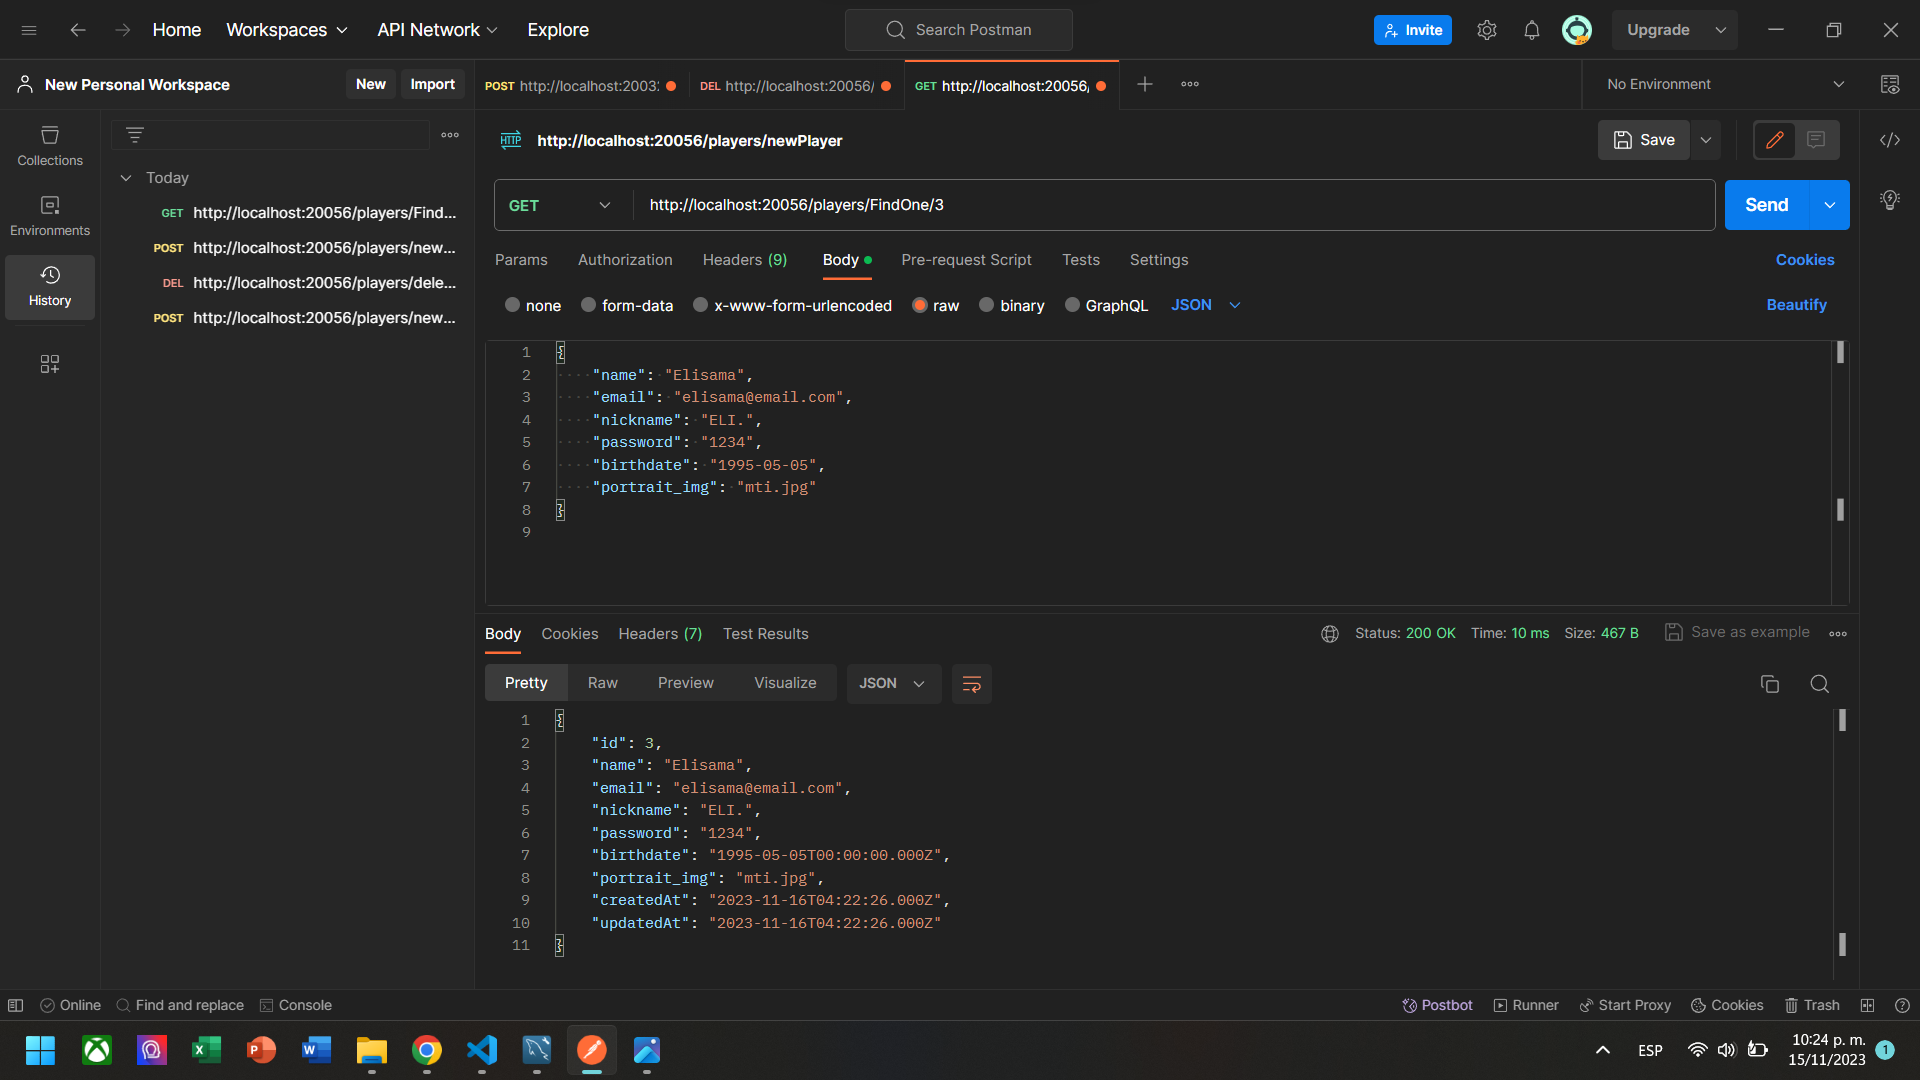 Home Workspaces API Network Explore Search Postman Invite Upgrade
New Personal Workspace New Import POST http://localhost:2003: DEL http://localhost:20056/ GET http://localhost:20056, No Environment
Collections
Environments
History
Today
GET http://localhost:20056/players/Find...
POST http://localhost:20056/players/new...
DEL http://localhost:20056/players/dele...
POST http://localhost:20056/players/new...
HTTP http://localhost:20056/players/newPlayer Save
GET http://localhost:20056/players/FindOne/3 Send
Params Authorization Headers (9) Body Pre-request Script Tests Settings Cookies
none form-data x-www-form-urlencoded raw binary GraphQL JSON Beautify
1 {
2 "name": "Elisama",
3 "email": "elisama@email.com",
4 "nickname": "ELI.",
5 "password": "1234",
6 "birthdate": "1995-05-05",
7 "portrait_img": "mti.jpg"
8 }
9
Body Cookies Headers (7) Test Results Status: 200 OK Time: 10 ms Size: 467 B Save as example
Pretty Raw Preview Visualize JSON
1 {
2 "id": 3,
3 "name": "Elisama",
4 "email": "elisama@email.com",
5 "nickname": "ELI.",
6 "password": "1234",
7 "birthdate": "1995-05-05T00:00:00.000Z",
8 "portrait_img": "mti.jpg",
9 "createdAt": "2023-11-16T04:22:26.000Z",
10 "updatedAt": "2023-11-16T04:22:26.000Z"
11 }
Online Find and replace Console Postbot Runner Start Proxy Cookies Trash
ESP 10:24 p. m. 1
15/11/2023